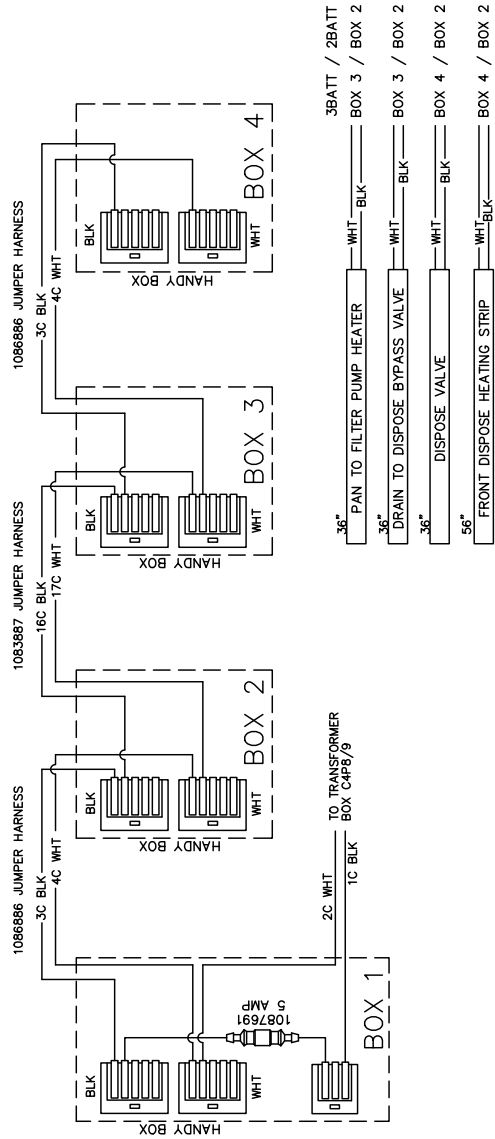 1086886 JUMPER HARNESS
3C BLK
4C WHT
1083887 JUMPER HARNESS
16C BLK
17C WHT
1086886 JUMPER HARNESS
3C BLK
4C WHT
BLK
WHT
HANDY BOX
BOX 1
1087691
5 AMP
2C WHT
1C BLK
TO TRANSFORMER
BOX C4P8/9
BLK
WHT
HANDY BOX
BOX 2
BLK
WHT
HANDY BOX
BOX 3
BLK
WHT
HANDY BOX
BOX 4
3BATT / 2BATT
36" PAN TO FILTER PUMP HEATER WHT BLK BOX 3 / BOX 2
36" DRAIN TO DISPOSE BYPASS VALVE WHT BLK BOX 3 / BOX 2
36" DISPOSE VALVE WHT BLK BOX 4 / BOX 2
56" FRONT DISPOSE HEATING STRIP WHT BLK BOX 4 / BOX 2